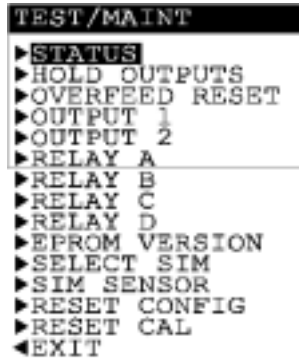 TEST/MAINT
▶STATUS
▶HOLD OUTPUTS
▶OVERFEED RESET
▶OUTPUT 1
▶OUTPUT 2
▶RELAY A
▶RELAY B
▶RELAY C
▶RELAY D
▶EPROM VERSION
▶SELECT SIM
▶SIM SENSOR
▶RESET CONFIG
▶RESET CAL
◀EXIT